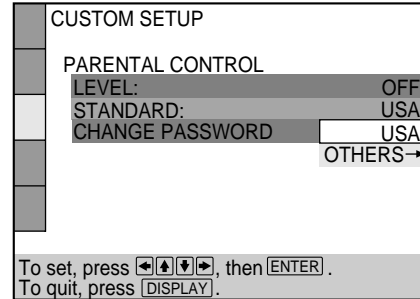 CUSTOM SETUP
PARENTAL CONTROL
LEVEL: OFF
STANDARD: USA
CHANGE PASSWORD USA
OTHERS→
To set, press ←↑↓→, then ENTER .
To quit, press DISPLAY .